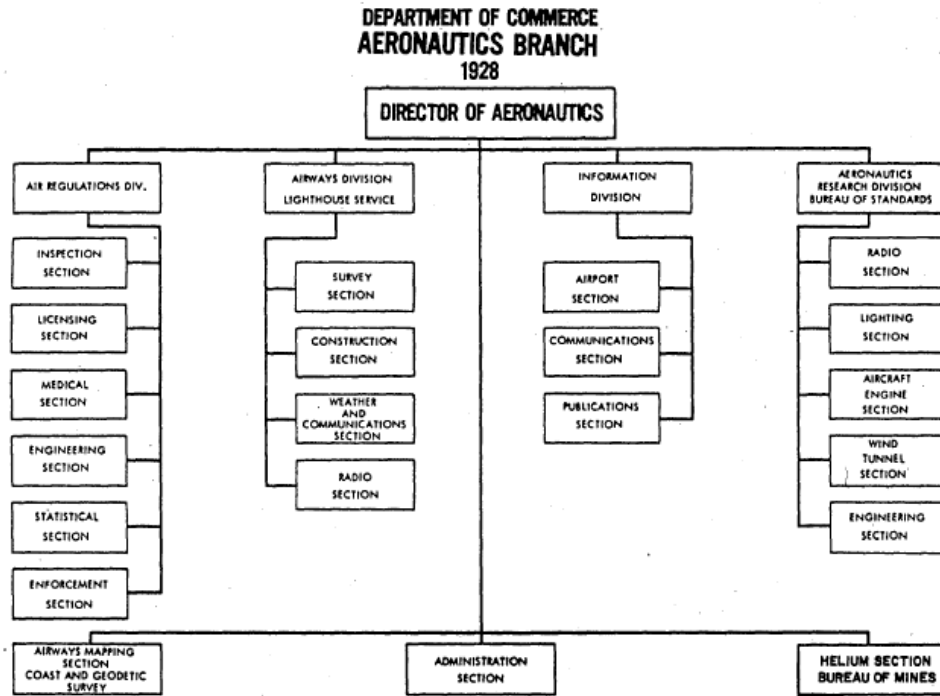 DEPARTMENT OF COMMERCE
AERONAUTICS BRANCH
1928
DIRECTOR OF AERONAUTICS
AIR REGULATIONS DIV.
INSPECTION
SECTION
LICENSING
SECTION
MEDICAL
SECTION
ENGINEERING
SECTION
STATISTICAL
SECTION
ENFORCEMENT
SECTION
AIRWAYS DIVISION
LIGHTHOUSE SERVICE
SURVEY
SECTION
CONSTRUCTION
SECTION
WEATHER
AND
COMMUNICATIONS
SECTION
RADIO
SECTION
INFORMATION
DIVISION
AIRPORT
SECTION
COMMUNICATIONS
SECTION
PUBLICATIONS
SECTION
AERONAUTICS
RESEARCH DIVISION
BUREAU OF STANDARDS
RADIO
SECTION
LIGHTING
SECTION
AIRCRAFT
ENGINE
SECTION
WIND
TUNNEL
SECTION
ENGINEERING
SECTION
AIRWAYS MAPPING
SECTION
COAST AND GEODETIC
SURVEY
ADMINISTRATION
SECTION
HELIUM SECTION
BUREAU OF MINES